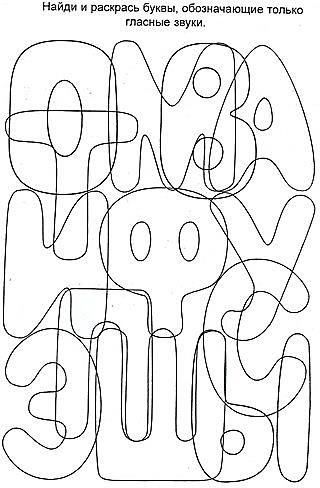 Найди и раскрась буквы, обозначающие только
гласные звуки.
О Т М В А
И Ф У С
Э Ш Ы